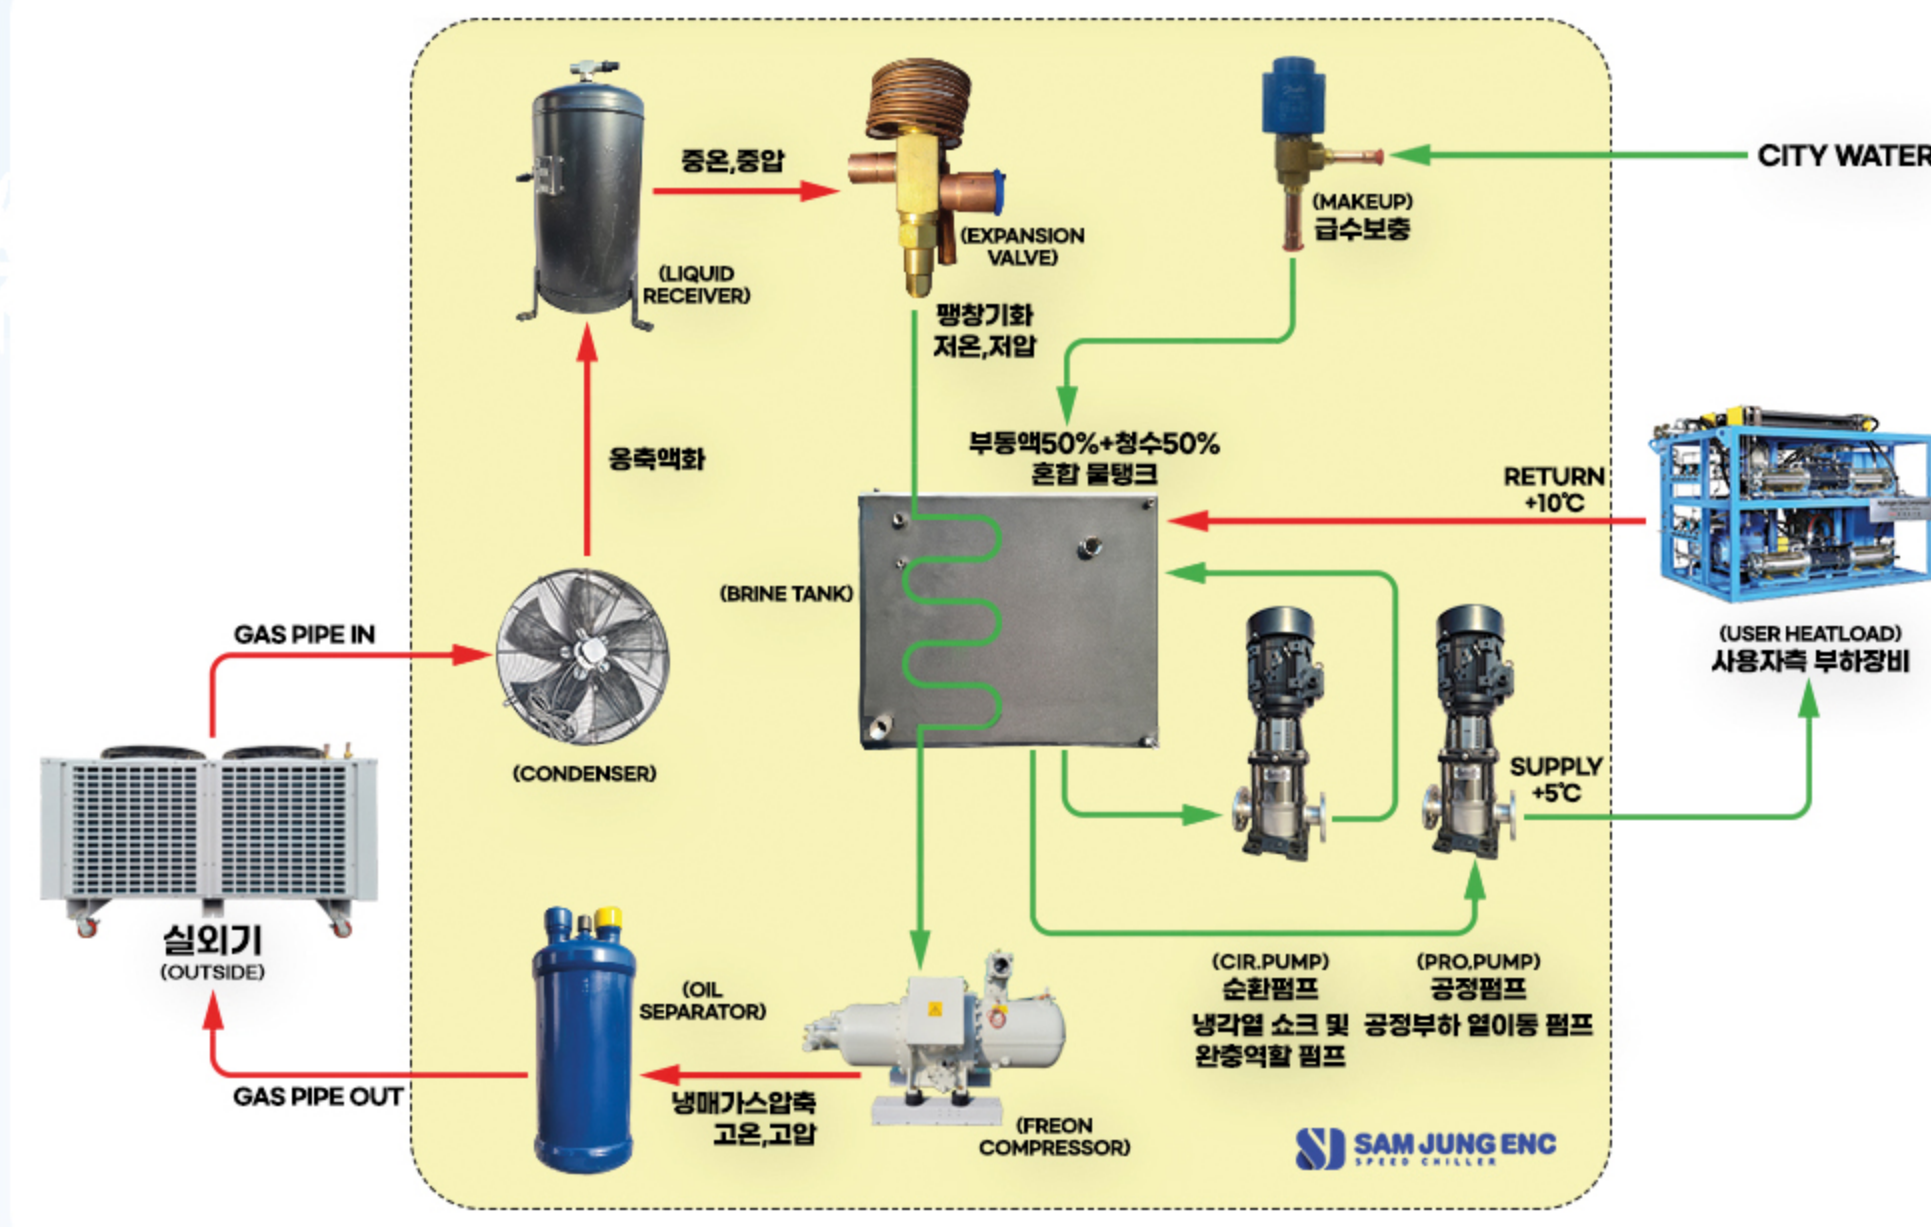 중온,중압
CITY WATER
(MAKEUP)
급수보충
(EXPANSION
VALVE)
(LIQUID
RECEIVER)
팽창기화
저온,저압
부동액50%+청수50%
혼합 물탱크
응축액화
RETURN
+10℃
(BRINE TANK)
GAS PIPE IN
(USER HEATLOAD)
사용자측 부하장비
(CONDENSER)
SUPPLY
+5℃
실외기
(OUTSIDE)
(OIL
SEPARATOR)
(CIR.PUMP)
순환펌프
냉각열 쇼크 및
완충역할 펌프
(PRO,PUMP)
공정펌프
공정부하 열이동 펌프
GAS PIPE OUT
냉매가스압축
고온,고압
(FREON
COMPRESSOR)
SAM JUNG ENC
SPEED CHILLER